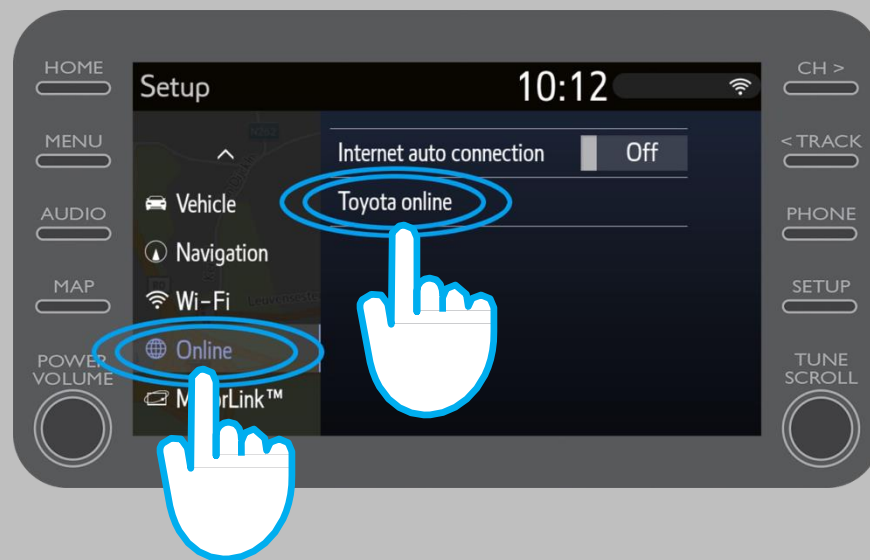 HOME
MENU
AUDIO
MAP
POWER
VOLUME
Setup
10:12
Vehicle
Navigation
Wi-Fi
Online
Internet auto connection
Off
Toyota online
CH >
< TRACK
PHONE
SETUP
TUNE
SCROLL